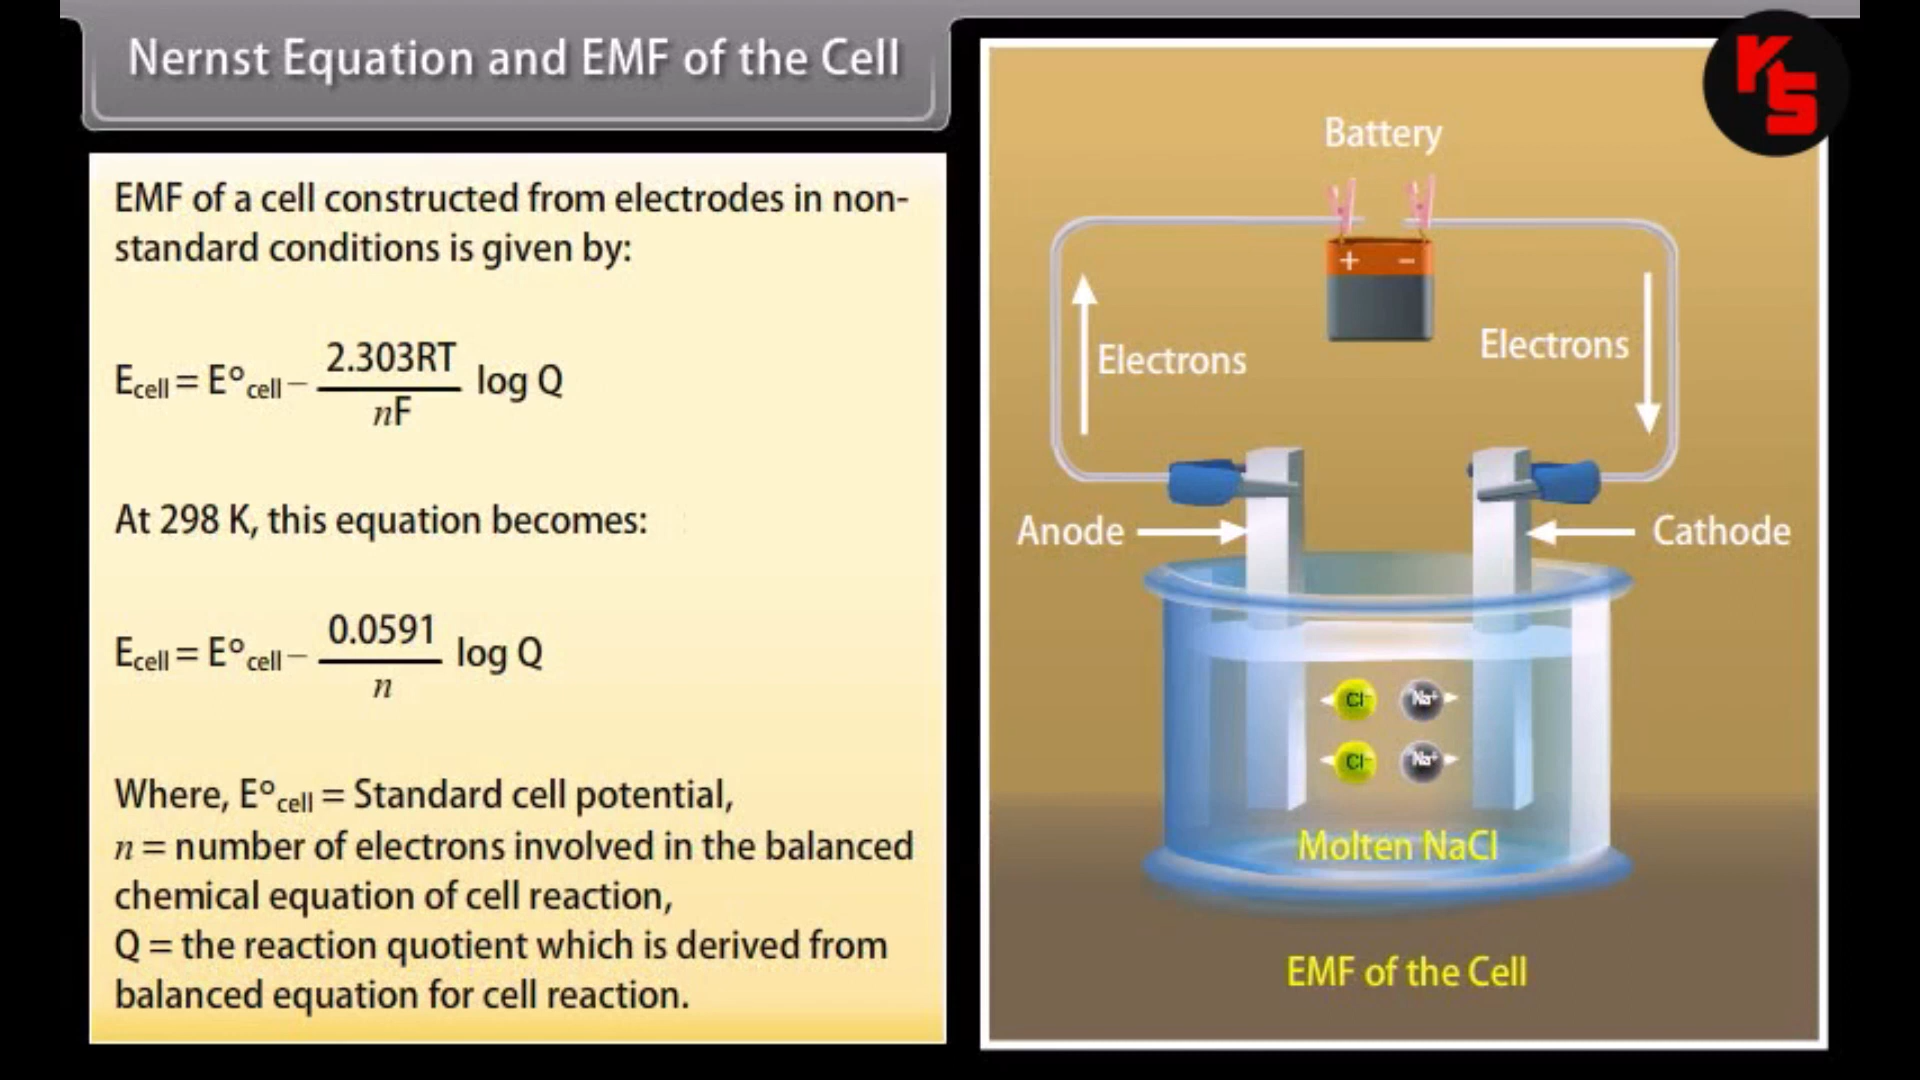 Nernst Equation and EMF of the Cell
EMF of a cell constructed from electrodes in non-
standard conditions is given by:
Ecell = E°cell – 2.303RT/nF log Q
At 298 K, this equation becomes:
Ecell = E°cell – 0.0591/n log Q
Where, E°cell = Standard cell potential,
n = number of electrons involved in the balanced
chemical equation of cell reaction,
Q = the reaction quotient which is derived from
balanced equation for cell reaction.
KS
Battery
+ –
Electrons
Electrons
Anode
Cathode
Cl⁻ Na⁺
Cl⁻ Na⁺
Molten NaCl
EMF of the Cell